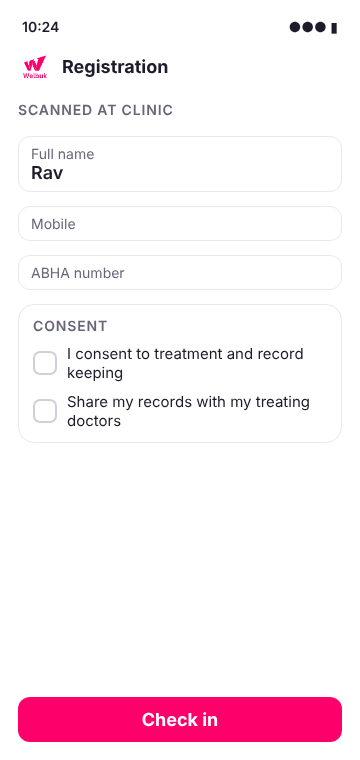 10:24
Welbuk
Registration
SCANNED AT CLINIC
Full name
Rav
Mobile
ABHA number
CONSENT
I consent to treatment and record
keeping
Share my records with my treating
doctors
Check in